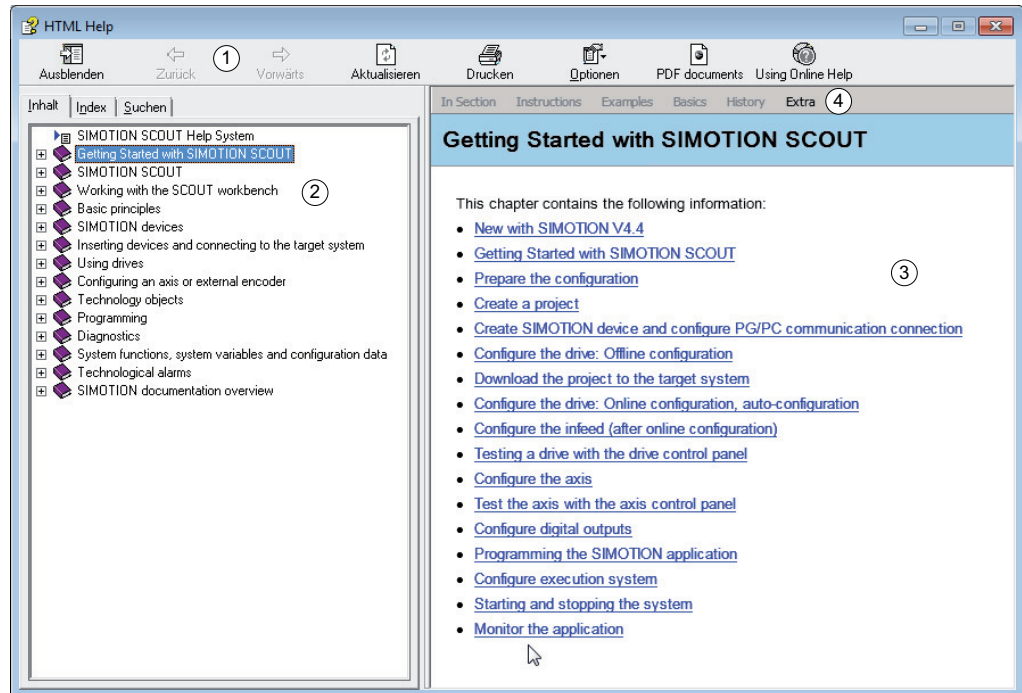 HTML Help
Ausblenden Zurück 1 Vorwärts Aktualisieren Drucken Optionen PDF documents Using Online Help
Inhalt Index Suchen
SIMOTION SCOUT Help System
Getting Started with SIMOTION SCOUT
SIMOTION SCOUT
Working with the SCOUT workbench
2
Basic principles
SIMOTION devices
Inserting devices and connecting to the target system
Using drives
Configuring an axis or external encoder
Technology objects
Programming
Diagnostics
System functions, system variables and configuration data
Technological alarms
SIMOTION documentation overview
In Section Instructions Examples Basics History Extra 4
Getting Started with SIMOTION SCOUT
This chapter contains the following information:
• New with SIMOTION V4.4
• Getting Started with SIMOTION SCOUT
• Prepare the configuration
3
• Create a project
• Create SIMOTION device and configure PG/PC communication connection
• Configure the drive: Offline configuration
• Download the project to the target system
• Configure the drive: Online configuration, auto-configuration
• Configure the infeed (after online configuration)
• Testing a drive with the drive control panel
• Configure the axis
• Test the axis with the axis control panel
• Configure digital outputs
• Programming the SIMOTION application
• Configure execution system
• Starting and stopping the system
• Monitor the application